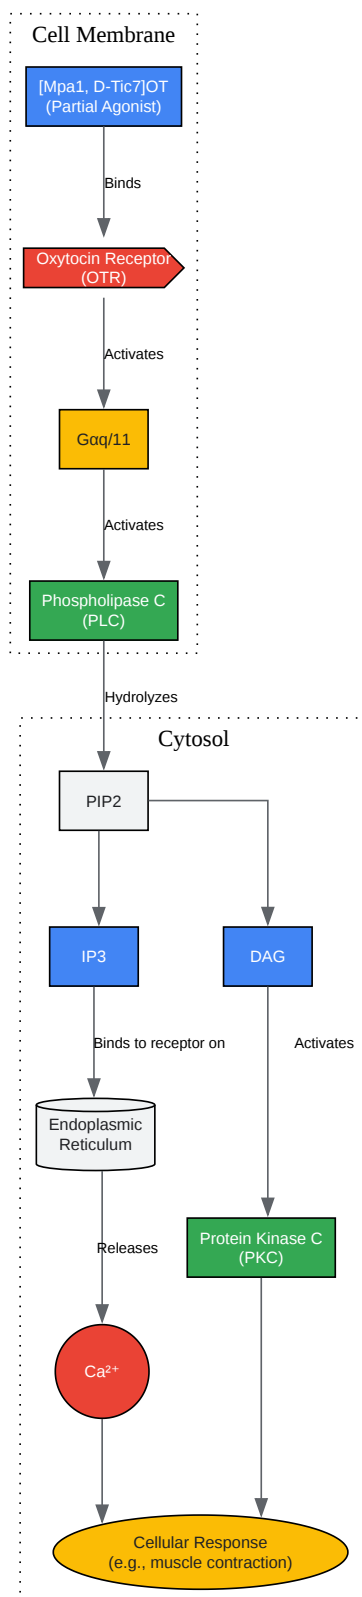 Cell Membrane
[Mpa1, D-Tic7]OT
(Partial Agonist)
Binds
Oxytocin Receptor
(OTR)
Activates
Gαq/11
Activates
Phospholipase C
(PLC)
Hydrolyzes
Cytosol
PIP2
IP3
DAG
Binds to receptor on
Activates
Endoplasmic
Reticulum
Protein Kinase C
(PKC)
Releases
Ca²⁺
Cellular Response
(e.g., muscle contraction)